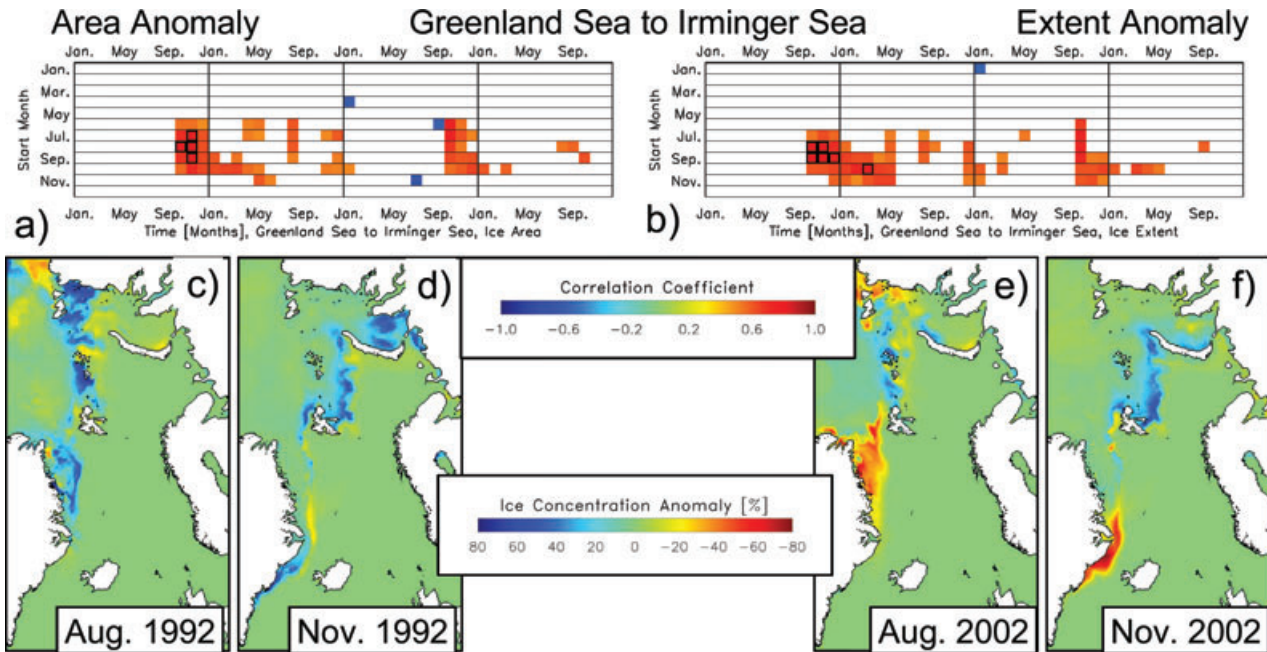 Area Anomaly Greenland Sea to Irminger Sea Extent Anomaly
Jan. May Sep. Jan. May Sep. Jan. May Sep. Jan. May Sep.
Jan.
Mar.
May
Jul.
Sep.
Nov.
Start Month
Jan. May Sep. Jan. May Sep. Jan. May Sep. Jan. May Sep.
a) Time [Months], Greenland Sea to Irminger Sea, Ice Area
Jan. May Sep. Jan. May Sep. Jan. May Sep. Jan. May Sep.
Jan.
Mar.
May
Jul.
Sep.
Nov.
Start Month
Jan. May Sep. Jan. May Sep. Jan. May Sep. Jan. May Sep.
b) Time [Months], Greenland Sea to Irminger Sea, Ice Extent
c)
Aug. 1992
d)
Nov. 1992
Correlation Coefficient
-1.0 -0.6 -0.2 0.2 0.6 1.0
Ice Concentration Anomaly [%]
80 60 40 20 0 -20 -40 -60 -80
e)
Aug. 2002
f)
Nov. 2002